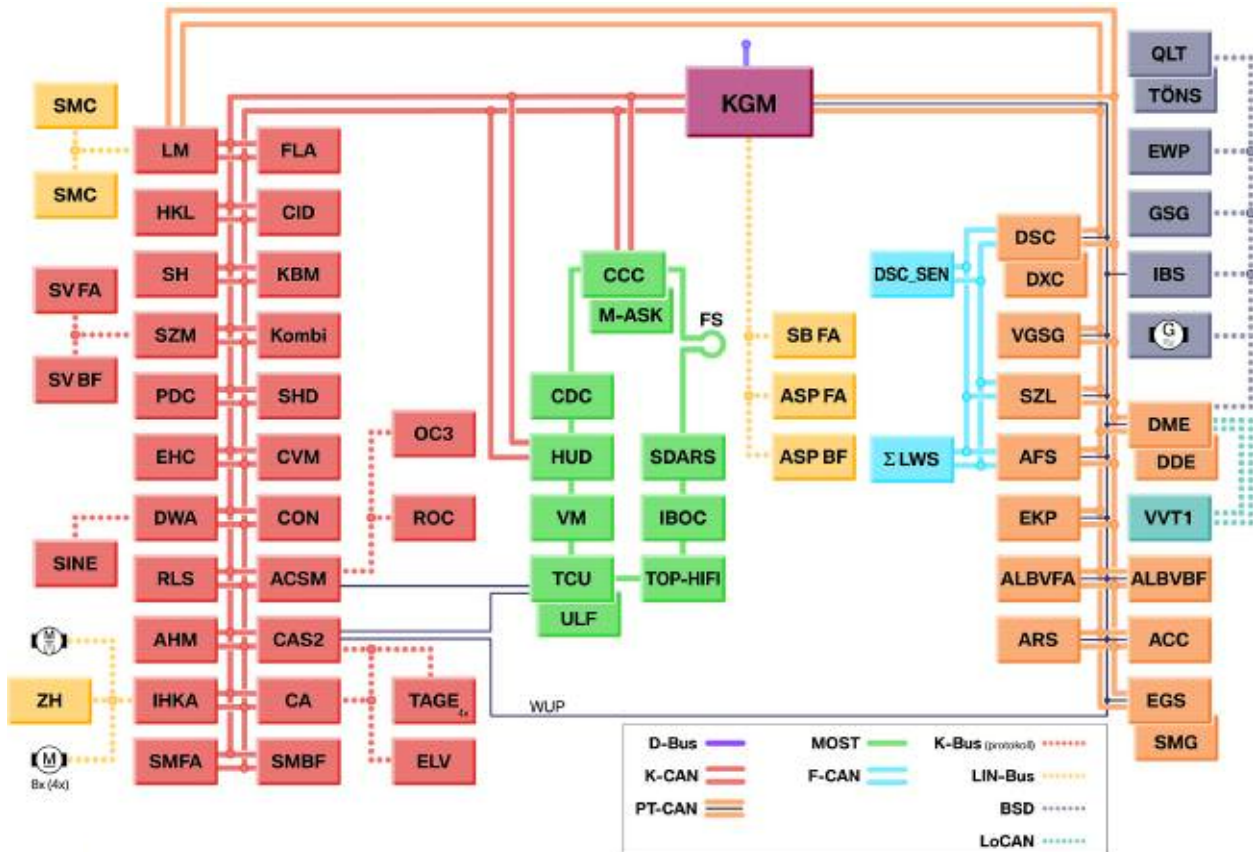 KGM
QLT
TÖNS
SMC
SMC
LM
FLA
EWP
HKL
CID
GSG
DSC
DXC
SH
KBM
CCC
M-ASK
DSC_SEN
IBS
SV FA
SV BF
SZM
Kombi
FS
SB FA
VGSG
G
PDC
SHD
CDC
ASP FA
SZL
DME
DDE
OC3
EHC
CVM
HUD
SDARS
ASP BF
Σ LWS
AFS
DWA
CON
ROC
VM
IBOC
EKP
VVT1
SINE
RLS
ACSM
TCU
ULF
TOP-HIFI
ALBVFA
ALBVBF
M
AHM
CAS2
ARS
ACC
ZH
IHKA
CA
TAGE
4x
WUP
EGS
SMG
M
8x (4x)
SMFA
SMBF
ELV
D-Bus
MOST
K-Bus (protokoll)
K-CAN
F-CAN
LIN-Bus
PT-CAN
BSD
LoCAN